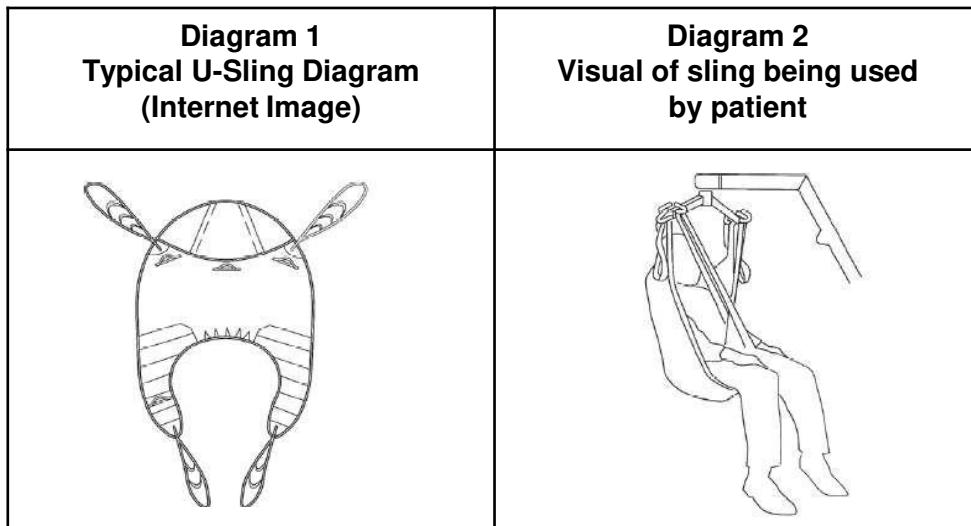 Diagram 1
Typical U-Sling Diagram
(Internet Image)
Diagram 2
Visual of sling being used
by patient